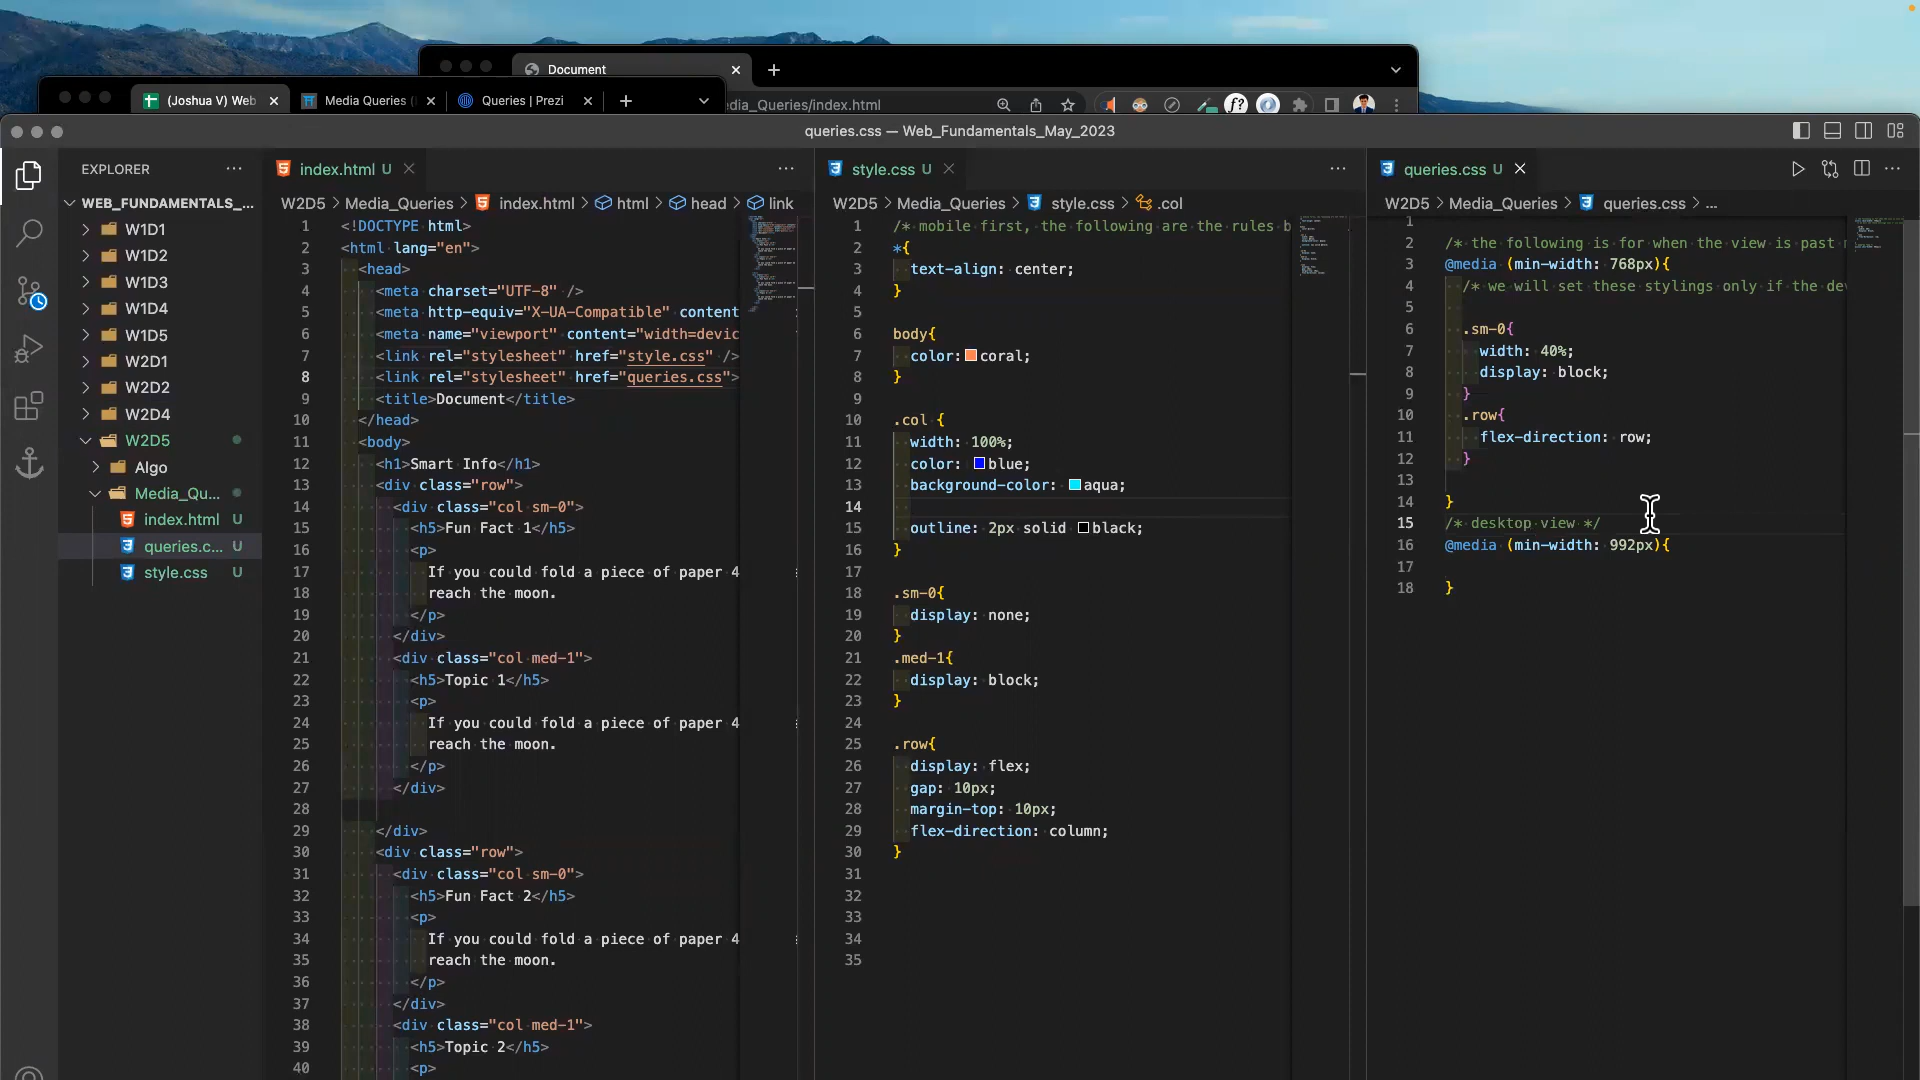 Document
(Joshua V) Web
Media Queries (
Queries | Prezi
edia_Queries/index.html
f?
queries.css — Web_Fundamentals_May_2023
EXPLORER
WEB_FUNDAMENTALS_...
W1D1
W1D2
W1D3
W1D4
W1D5
W2D1
W2D2
W2D4
W2D5
Algo
Media_Qu...
index.html U
queries.c... U
style.css U
index.html U
W2D5 > Media_Queries > index.html > html > head > link
1 <!DOCTYPE html>
2 <html lang="en">
3 <head>
4 <meta charset="UTF-8" />
5 <meta http-equiv="X-UA-Compatible" content
6 <meta name="viewport" content="width=devic
7 <link rel="stylesheet" href="style.css" />
8 <link rel="stylesheet" href="queries.css">
9 <title>Document</title>
10 </head>
11 <body>
12 <h1>Smart Info</h1>
13 <div class="row">
14 <div class="col sm-0">
15 <h5>Fun Fact 1</h5>
16 <p>
17 If you could fold a piece of paper 4
18 reach the moon.
19 </p>
20 </div>
21 <div class="col med-1">
22 <h5>Topic 1</h5>
23 <p>
24 If you could fold a piece of paper 4
25 reach the moon.
26 </p>
27 </div>
28
29 </div>
30 <div class="row">
31 <div class="col sm-0">
32 <h5>Fun Fact 2</h5>
33 <p>
34 If you could fold a piece of paper 4
35 reach the moon.
36 </p>
37 </div>
38 <div class="col med-1">
39 <h5>Topic 2</h5>
40 <p>
style.css U
W2D5 > Media_Queries > style.css > .col
1 /* mobile first, the following are the rules b
2 *{
3 text-align: center;
4 }
5
6 body{
7 color: coral;
8 }
9
10 .col {
11 width: 100%;
12 color: blue;
13 background-color: aqua;
14
15 outline: 2px solid black;
16 }
17
18 .sm-0{
19 display: none;
20 }
21 .med-1{
22 display: block;
23 }
24
25 .row{
26 display: flex;
27 gap: 10px;
28 margin-top: 10px;
29 flex-direction: column;
30 }
31
32
33
34
35
queries.css U
W2D5 > Media_Queries > queries.css > ...
1
2 /* the following is for when the view is past
3 @media (min-width: 768px){
4 /* we will set these stylings only if the dev
5
6 .sm-0{
7 width: 40%;
8 display: block;
9 }
10 .row{
11 flex-direction: row;
12 }
13
14 }
15 /* desktop view */
16 @media (min-width: 992px){
17
18 }